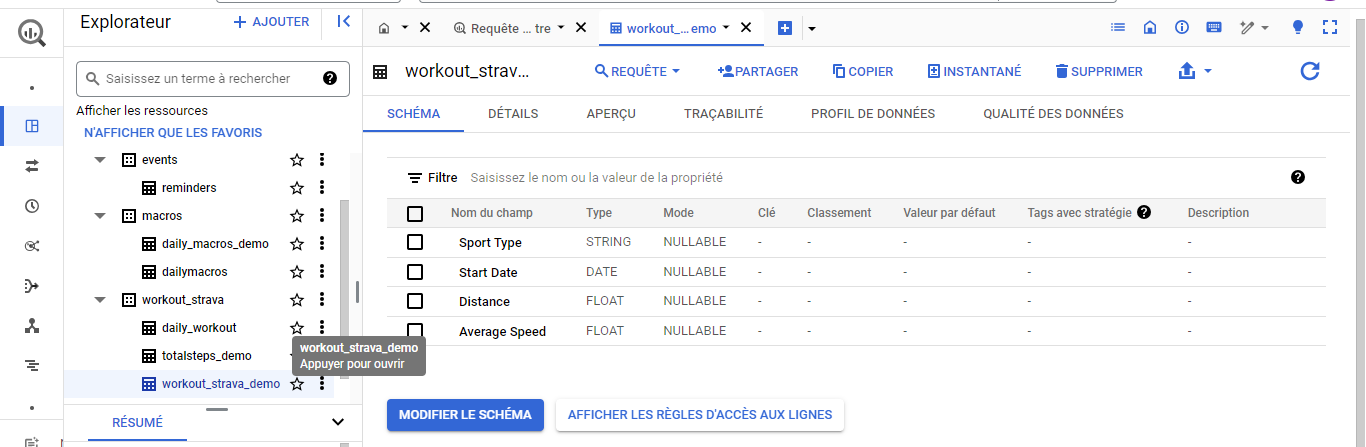 Explorateur
AJOUTER
Saisissez un terme à rechercher
Afficher les ressources
N'AFFICHER QUE LES FAVORIS
events
reminders
macros
daily_macros_demo
dailymacros
workout_strava
daily_workout
totalsteps_demo
workout_strava_demo
workout_strava_demo
Appuyer pour ouvrir
RÉSUMÉ
Requête ... tre
workout_...emo
workout_strav...
REQUÊTE
PARTAGER
COPIER
INSTANTANÉ
SUPPRIMER
SCHÉMA DÉTAILS APERÇU TRAÇABILITÉ PROFIL DE DONNÉES QUALITÉ DES DONNÉES
Filtre Saisissez le nom ou la valeur de la propriété
Nom du champ Type Mode Clé Classement Valeur par défaut Tags avec stratégie Description
Sport Type STRING NULLABLE - - - - -
Start Date DATE NULLABLE - - - - -
Distance FLOAT NULLABLE - - - - -
Average Speed FLOAT NULLABLE - - - - -
MODIFIER LE SCHÉMA
AFFICHER LES RÈGLES D'ACCÈS AUX LIGNES